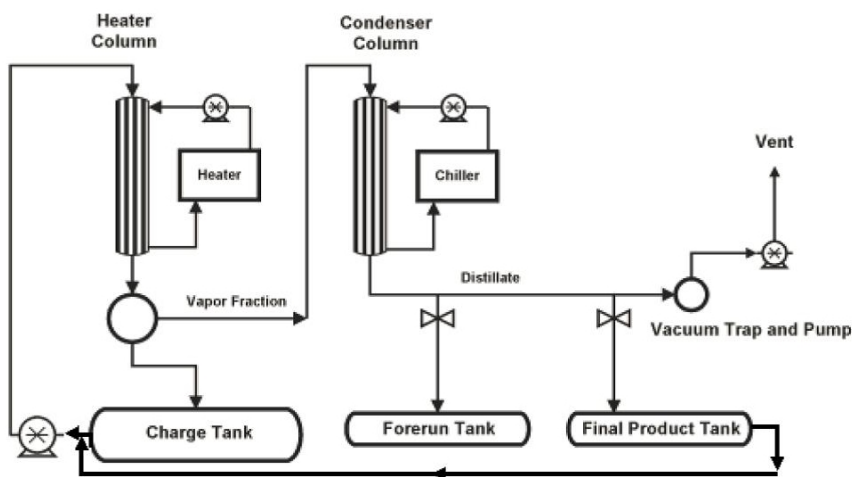 Heater
Column
Condenser
Column
Heater
Chiller
Vent
Vapor Fraction
Distillate
Vacuum Trap and Pump
Charge Tank
Forerun Tank
Final Product Tank